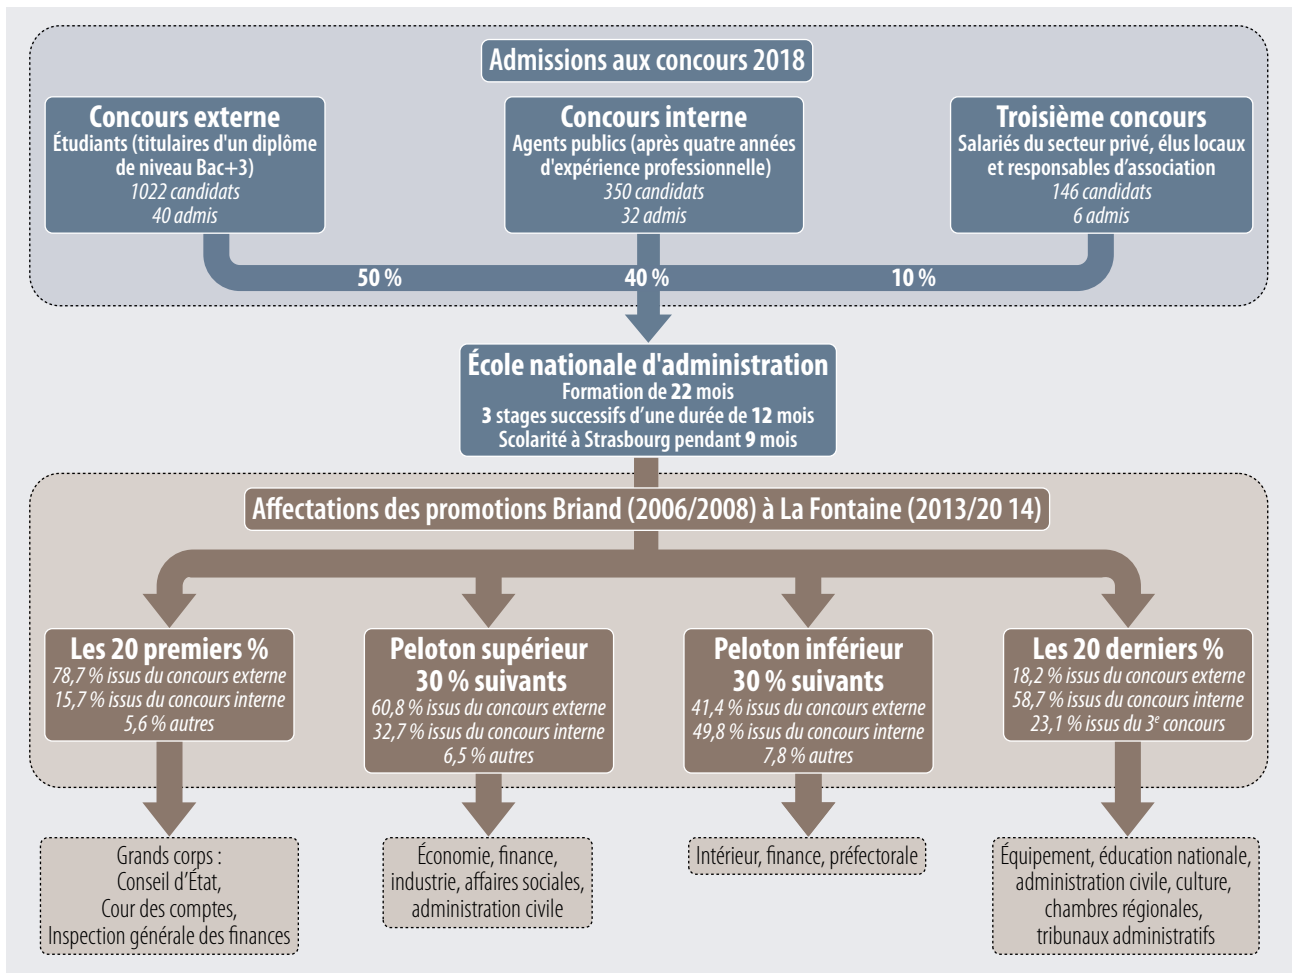 Admissions aux concours 2018
Concours externe
Étudiants (titulaires d'un diplôme
de niveau Bac+3)
1022 candidats
40 admis
Concours interne
Agents publics (après quatre années
d'expérience professionnelle)
350 candidats
32 admis
Troisième concours
Salariés du secteur privé, élus locaux
et responsables d’association
146 candidats
6 admis
50 %
40 %
10 %
École nationale d'administration
Formation de 22 mois
3 stages successifs d’une durée de 12 mois
Scolarité à Strasbourg pendant 9 mois
Affectations des promotions Briand (2006/2008) à La Fontaine (2013/20 14)
Les 20 premiers %
78,7 % issus du concours externe
15,7 % issus du concours interne
5,6 % autres
Peloton supérieur
30 % suivants
60,8 % issus du concours externe
32,7 % issus du concours interne
6,5 % autres
Peloton inférieur
30 % suivants
41,4 % issus du concours externe
49,8 % issus du concours interne
7,8 % autres
Les 20 derniers %
18,2 % issus du concours externe
58,7 % issus du concours interne
23,1 % issus du 3e concours
Grands corps :
Conseil d’État,
Cour des comptes,
Inspection générale des finances
Économie, finance,
industrie, affaires sociales,
administration civile
Intérieur, finance, préfectorale
Équipement, éducation nationale,
administration civile, culture,
chambres régionales,
tribunaux administratifs